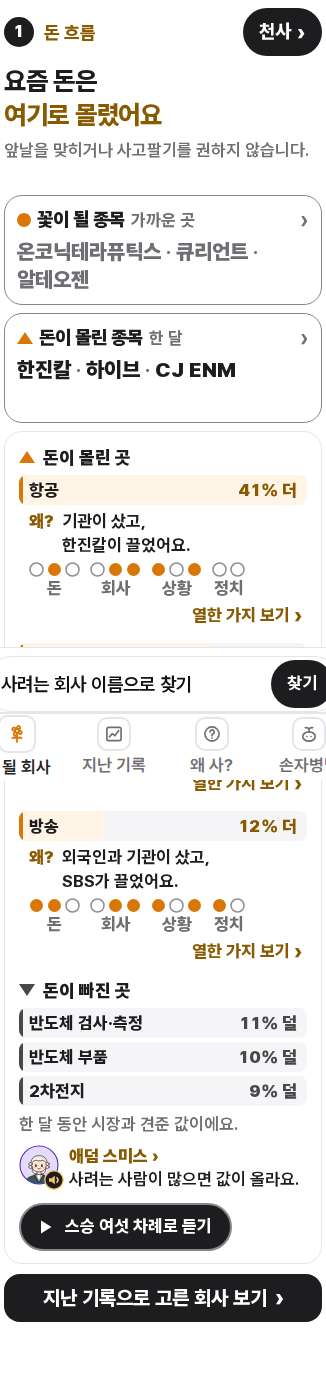 1 돈 흐름
천사 ›
요즘 돈은
여기로 몰렸어요
앞날을 맞히거나 사고팔기를 권하지 않습니다.
꽃이 될 종목 가까운 곳 ›
온코닉테라퓨틱스 · 큐리언트 ·
알테오젠
돈이 몰린 종목 한 달 ›
한진칼 · 하이브 · CJ ENM
돈이 몰린 곳
항공 41% 더
왜? 기관이 샀고,
한진칼이 끌었어요.
돈 회사 상황 정치
열한 가지 보기 ›
사려는 회사 이름으로 찾기 찾기
될 회사 지난 기록 왜 사? 손자병
열한 가지 보기 ›
방송 12% 더
왜? 외국인과 기관이 샀고,
SBS가 끌었어요.
돈 회사 상황 정치
열한 가지 보기 ›
돈이 빠진 곳
반도체 검사·측정 11% 덜
반도체 부품 10% 덜
2차전지 9% 덜
한 달 동안 시장과 견준 값이에요.
애덤 스미스 ›
사려는 사람이 많으면 값이 올라요.
스승 여섯 차례로 듣기
지난 기록으로 고른 회사 보기 ›